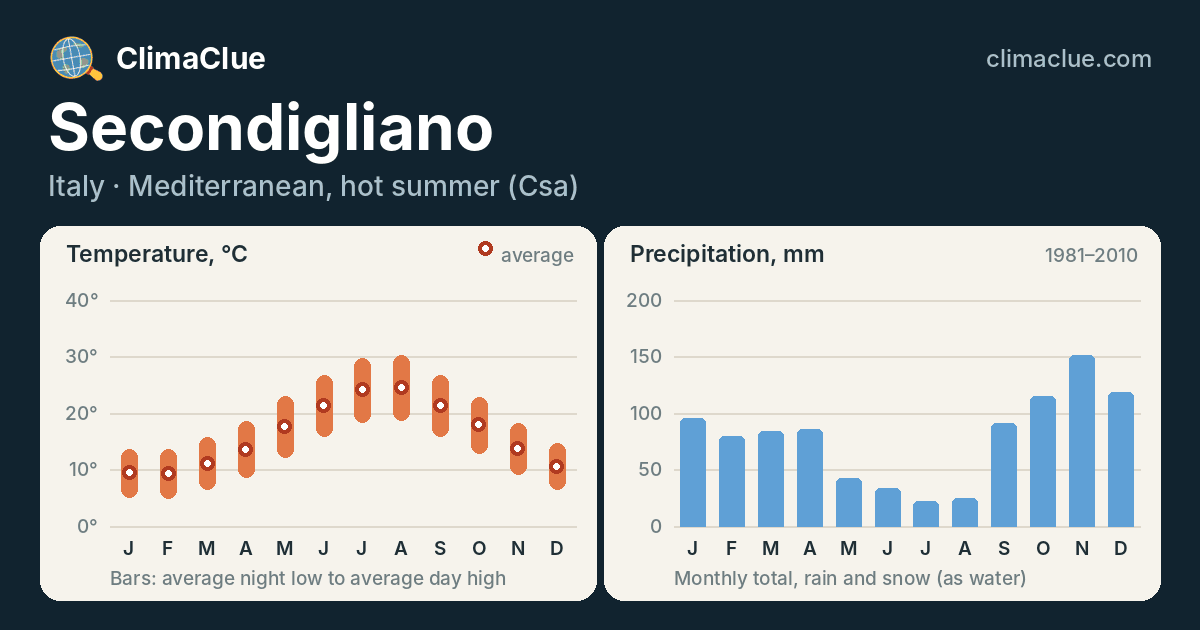 ClimaClue
climaclue.com
Secondigliano
Italy · Mediterranean, hot summer (Csa)
Temperature, °C
average
40°
30°
20°
10°
0°
J F M A M J J A S O N D
Bars: average night low to average day high
Precipitation, mm
1981–2010
200
150
100
50
0
J F M A M J J A S O N D
Monthly total, rain and snow (as water)